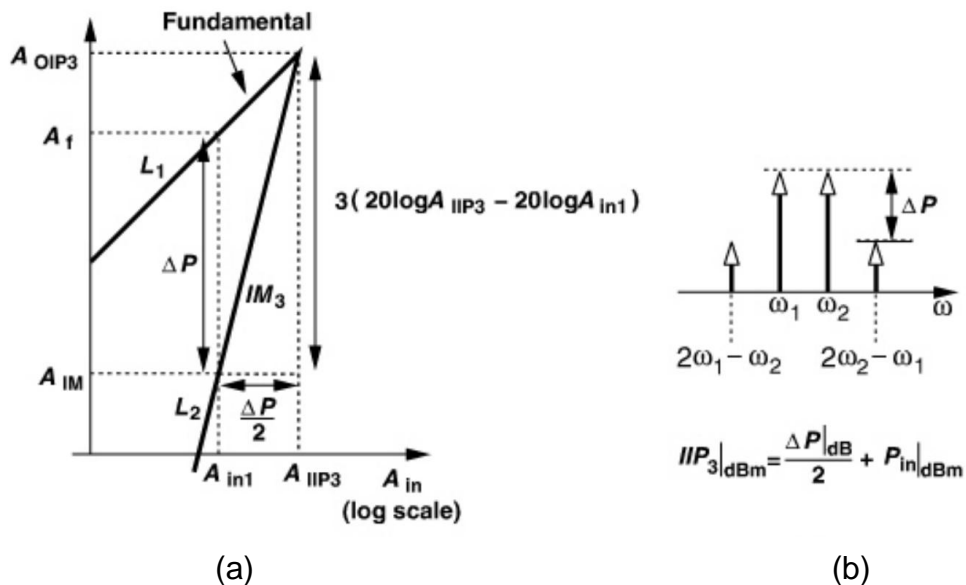 Fundamental
A OIP3
A f
L1
ΔP
IM3
3(20logA IIP3 − 20logA in1)
A IM
L2
ΔP
2
A in1
A IIP3
A in
(log scale)
(a)
ΔP
ω1
ω2
ω
2ω1 − ω2
2ω2 − ω1
IIP3|dBm = ΔP|dB / 2 + Pin|dBm
(b)